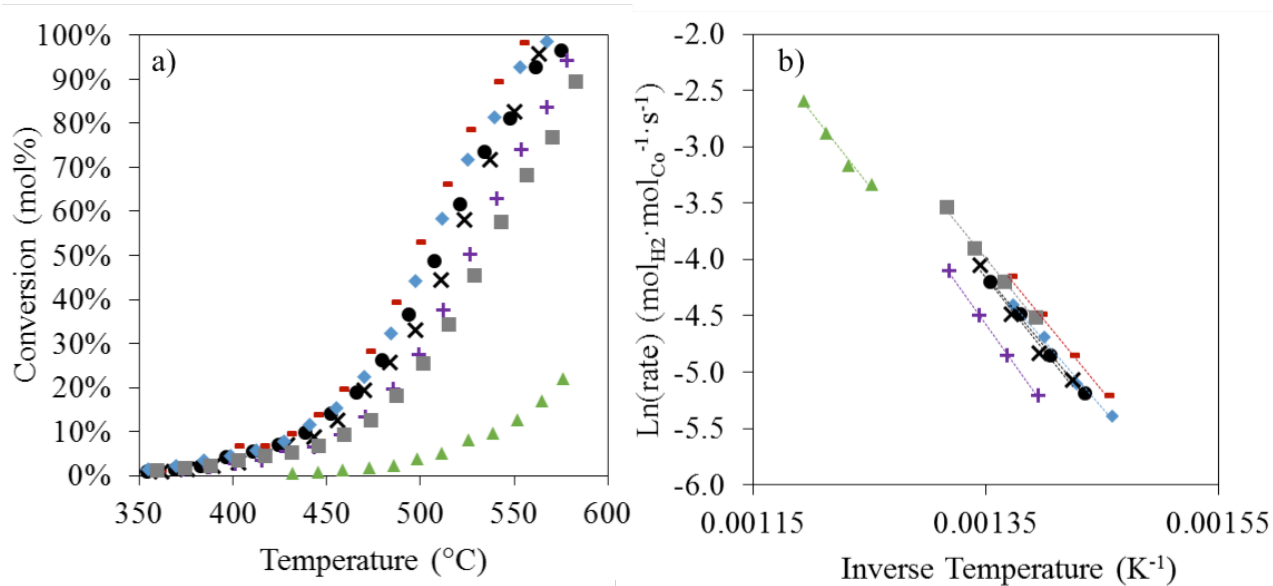 a)
100%
90%
80%
70%
60%
50%
40%
30%
20%
10%
0%
350 400 450 500 550 600
Temperature (°C)
Conversion (mol%)
b)
-2.0
-2.5
-3.0
-3.5
-4.0
-4.5
-5.0
-5.5
-6.0
0.00115 0.00135 0.00155
Inverse Temperature (K⁻¹)
Ln(rate) (mol_H2·mol_Co⁻¹·s⁻¹)